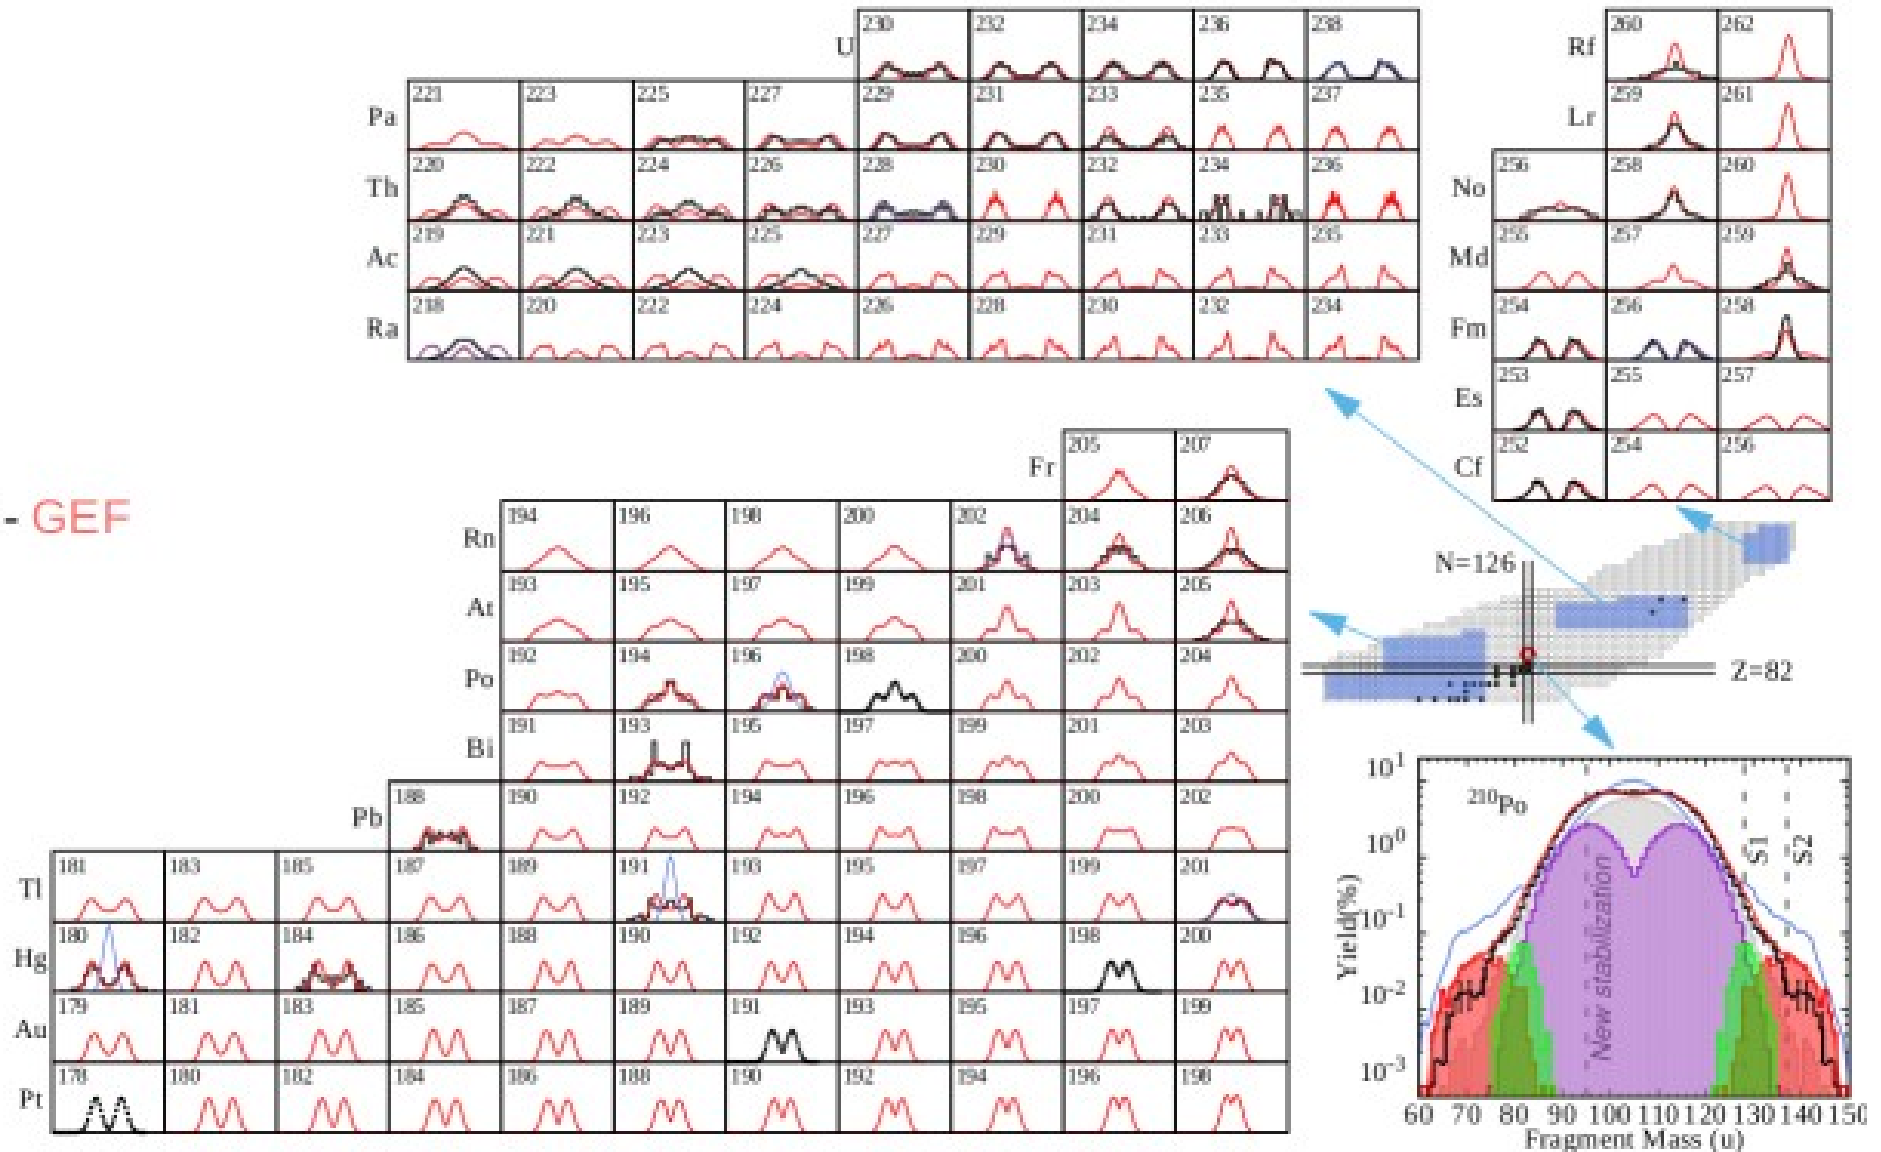 U 230 232 234 236 238
Pa 221 223 225 227 229 231 233 235 237
Th 220 222 224 226 228 230 232 234 236
Ac 219 221 223 225 227 229 231 233 235
Ra 218 220 222 224 226 228 230 232 234
Rf 260 262
Lr 259 261
No 256 258 260
Md 255 257 259
Fm 254 256 258
Es 253 255 257
Cf 252 254 256
- GEF
Fr 205 207
Rn 194 196 198 200 202 204 206
At 193 195 197 199 201 203 205
Po 192 194 196 198 200 202 204
Bi 191 193 195 197 199 201 203
Pb 188 190 192 194 196 198 200 202
Tl 181 183 185 187 189 191 193 195 197 199 201
Hg 180 182 184 186 188 190 192 194 196 198 200
Au 179 181 183 185 187 189 191 193 195 197 199
Pt 178 180 182 184 186 188 190 192 194 196 198
N=126
Z=82
210Po
S1
S2
New stabilization
Yield(%)
10^1
10^0
10^-1
10^-2
10^-3
60 70 80 90 100 110 120 130 140 150
Fragment Mass (u)